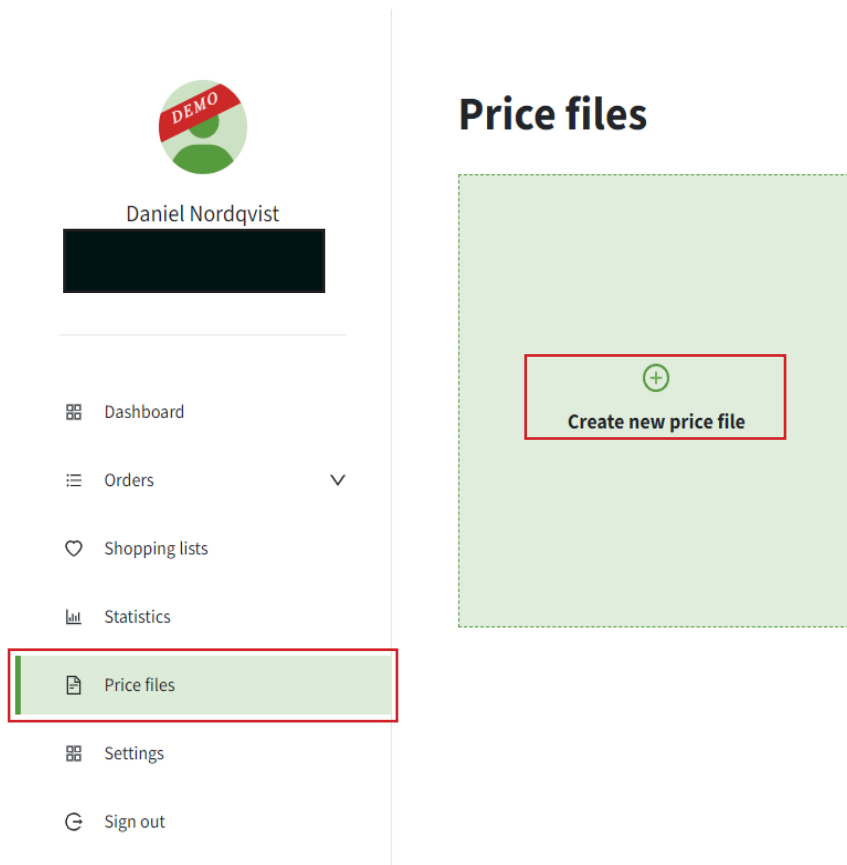 DEMO
Daniel Nordqvist
Dashboard
Orders
Shopping lists
Statistics
Price files
Settings
Sign out
Price files
Create new price file